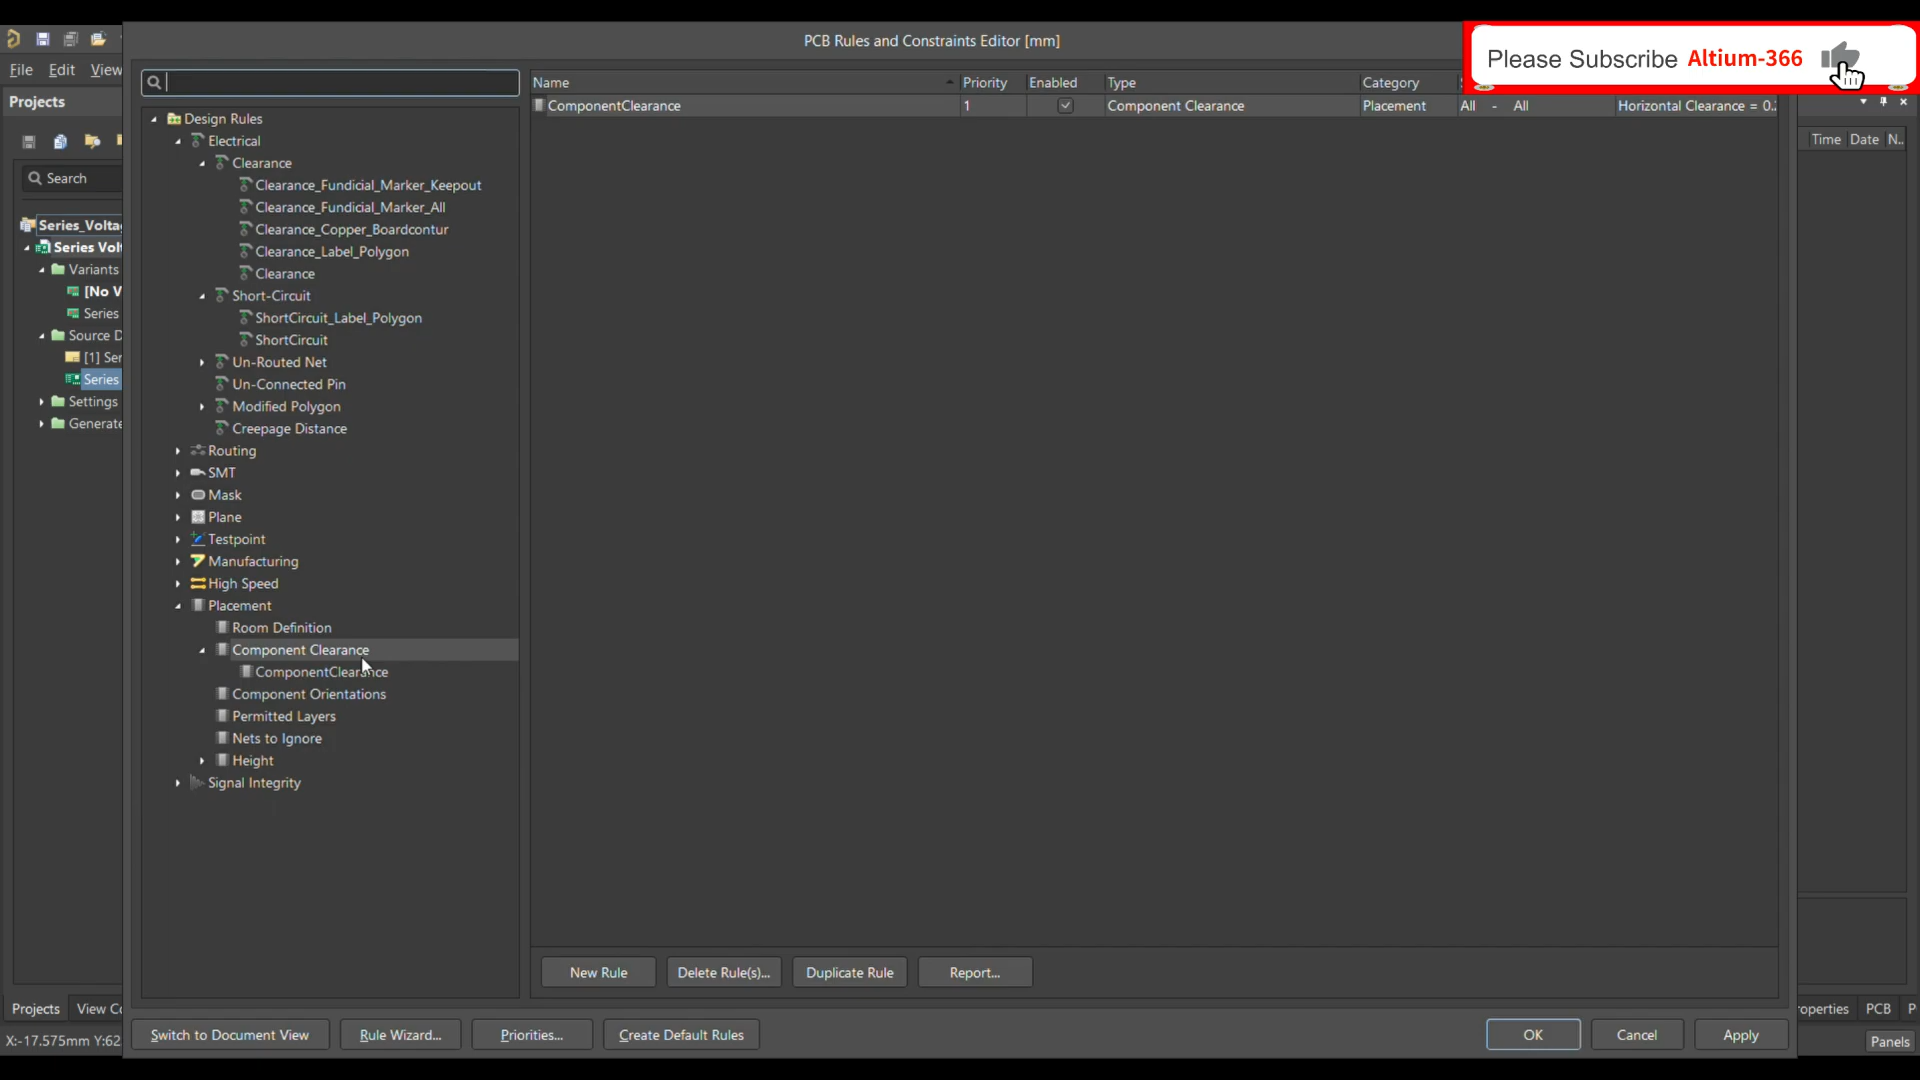 PCB Rules and Constraints Editor [mm]
Please Subscribe Altium-366
File Edit View
Projects
Search
Series_Volta
Series Volt
Variants
[No V
Series
Source D
[1] Ser
Series
Settings
Generate
Design Rules
Electrical
Clearance
Clearance_Fundicial_Marker_Keepout
Clearance_Fundicial_Marker_All
Clearance_Copper_Boardcontur
Clearance_Label_Polygon
Clearance
Short-Circuit
ShortCircuit_Label_Polygon
ShortCircuit
Un-Routed Net
Un-Connected Pin
Modified Polygon
Creepage Distance
Routing
SMT
Mask
Plane
Testpoint
Manufacturing
High Speed
Placement
Room Definition
Component Clearance
ComponentClearance
Component Orientations
Permitted Layers
Nets to Ignore
Height
Signal Integrity
Name Priority Enabled Type Category
ComponentClearance 1 Component Clearance Placement All - All Horizontal Clearance = 0.
Time Date N..
New Rule Delete Rule(s)... Duplicate Rule Report...
Projects View Co
operties PCB P
Switch to Document View Rule Wizard... Priorities... Create Default Rules OK Cancel Apply
X:-17.575mm Y:62
Panels